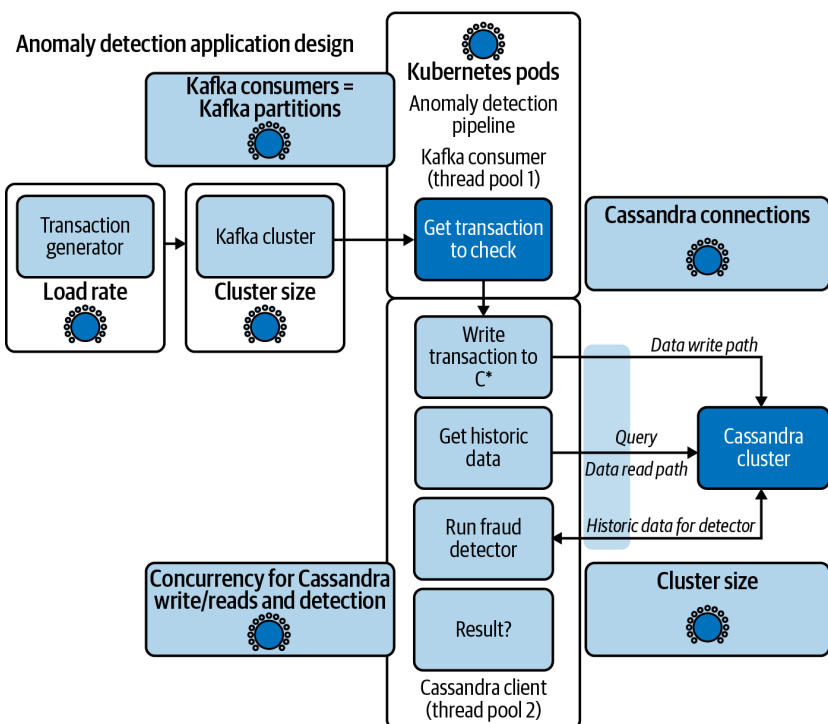 Anomaly detection application design
Kafka consumers =
Kafka partitions
Kubernetes pods
Anomaly detection
pipeline
Kafka consumer
(thread pool 1)
Transaction
generator
Load rate
Kafka cluster
Cluster size
Get transaction
to check
Cassandra connections
Write
transaction to
C*
Data write path
Get historic
data
Query
Data read path
Cassandra
cluster
Run fraud
detector
Historic data for detector
Concurrency for Cassandra
write/reads and detection
Cluster size
Result?
Cassandra client
(thread pool 2)